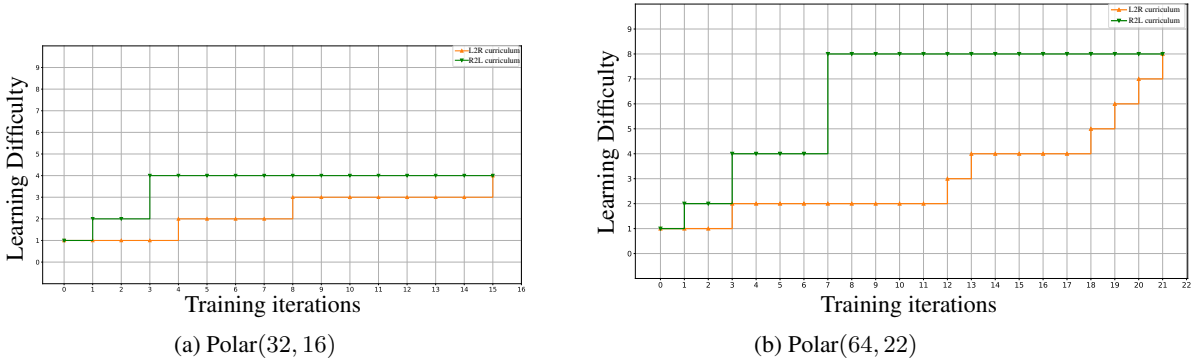 L2R curriculum
R2L curriculum
Learning Difficulty
9
8
7
6
5
4
3
2
1
0
0 1 2 3 4 5 6 7 8 9 10 11 12 13 14 15 16
Training iterations
(a) Polar(32, 16)
L2R curriculum
R2L curriculum
Learning Difficulty
9
8
7
6
5
4
3
2
1
0
0 1 2 3 4 5 6 7 8 9 10 11 12 13 14 15 16 17 18 19 20 21 22
Training iterations
(b) Polar(64, 22)